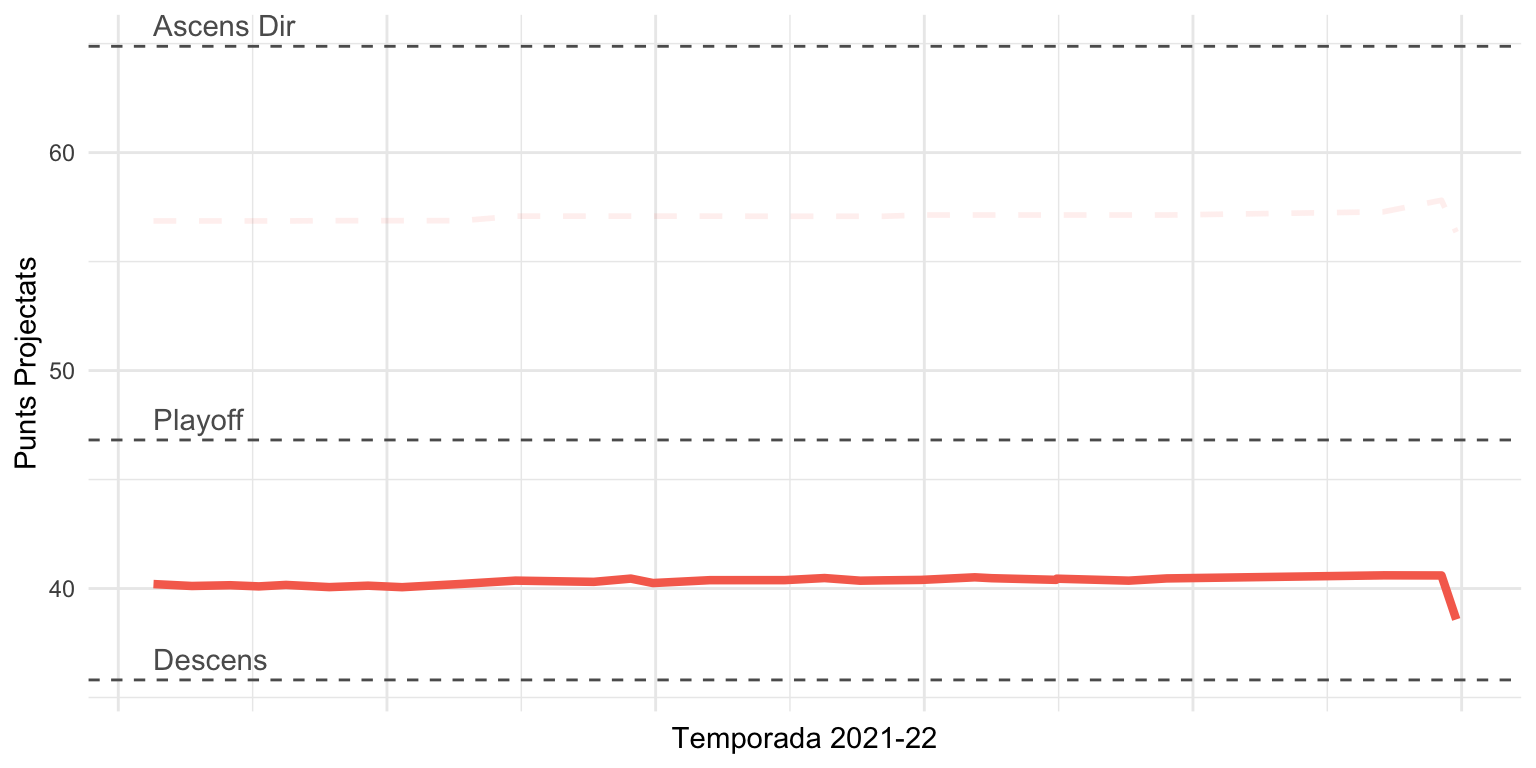 Ascens Dir
60
50
Playoff
40
Descens
Punts Projectats
Temporada 2021-22